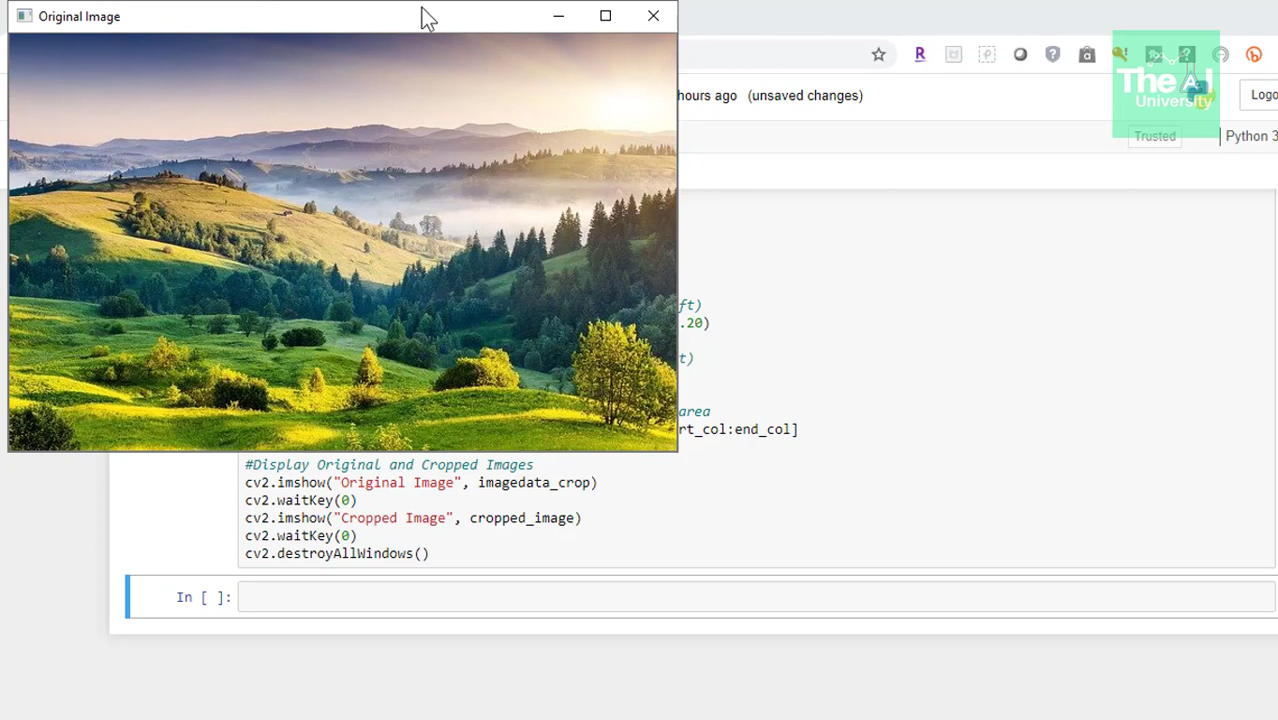 Original Image
hours ago (unsaved changes)
The A I
University
Logo
Trusted
Python 3
ft)
.20)
t)
area
rt_col:end_col]
#Display Original and Cropped Images
cv2.imshow("Original Image", imagedata_crop)
cv2.waitKey(0)
cv2.imshow("Cropped Image", cropped_image)
cv2.waitKey(0)
cv2.destroyAllWindows()
In [ ]: